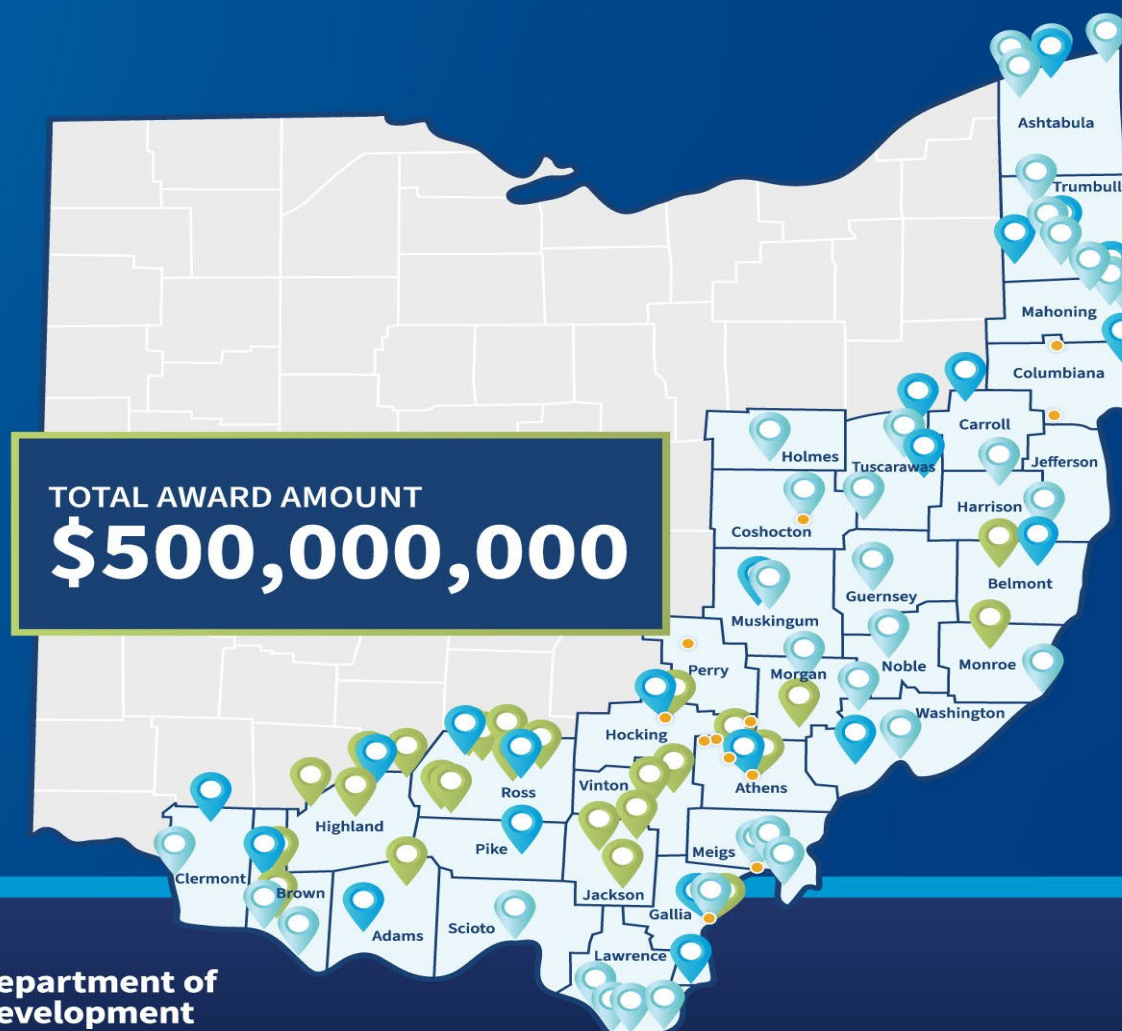 Ashtabula
Trumbull
Mahoning
Columbiana
Carroll
Holmes
Tuscarawas
Jefferson
TOTAL AWARD AMOUNT
$500,000,000
Harrison
Coshocton
Belmont
Guernsey
Muskingum
Noble
Monroe
Perry
Morgan
Washington
Hocking
Vinton
Ross
Athens
Highland
Pike
Meigs
Clermont
Brown
Jackson
Gallia
Adams
Scioto
Lawrence
epartment of
evelopment